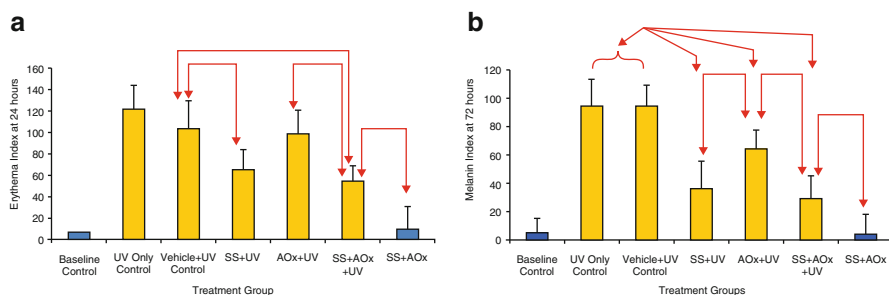 a
Erythema Index at 24 hours
160
140
120
100
80
60
40
20
0
Baseline
Control
UV Only
Control
Vehicle+UV
Control
SS+UV
AOx+UV
SS+AOx
+UV
SS+AOx
Treatment Group
b
Melanin Index at 72 hours
120
100
80
60
40
20
0
Baseline
Control
UV Only
Control
Vehicle+UV
Control
SS+UV
AOx+UV
SS+AOx
+UV
SS+AOx
Treatment Groups